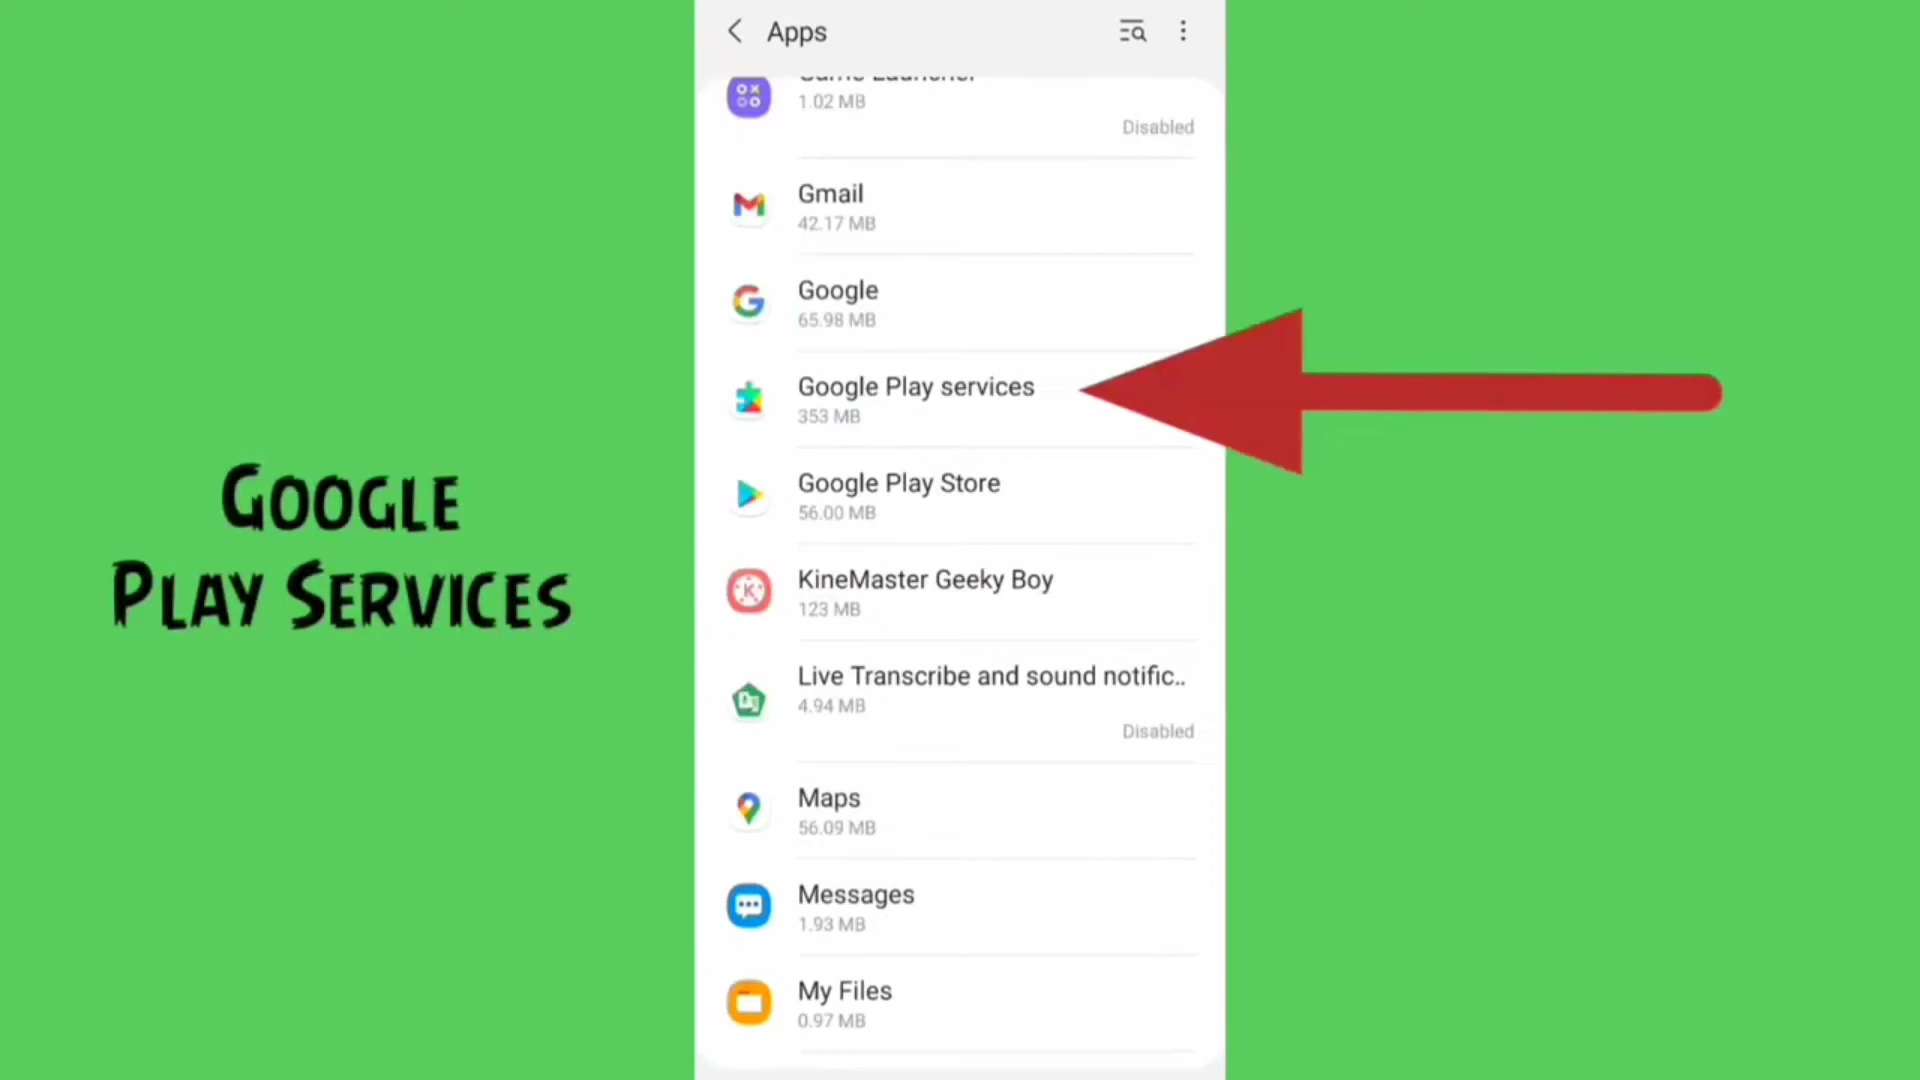 Apps
1.02 MB
Disabled
Gmail
42.17 MB
Google
65.98 MB
Google Play services
353 MB
Google Play Store
56.00 MB
KineMaster Geeky Boy
123 MB
Live Transcribe and sound notific..
4.94 MB
Disabled
Maps
56.09 MB
Messages
1.93 MB
My Files
0.97 MB
GOOGLE
PLAY SERVICES